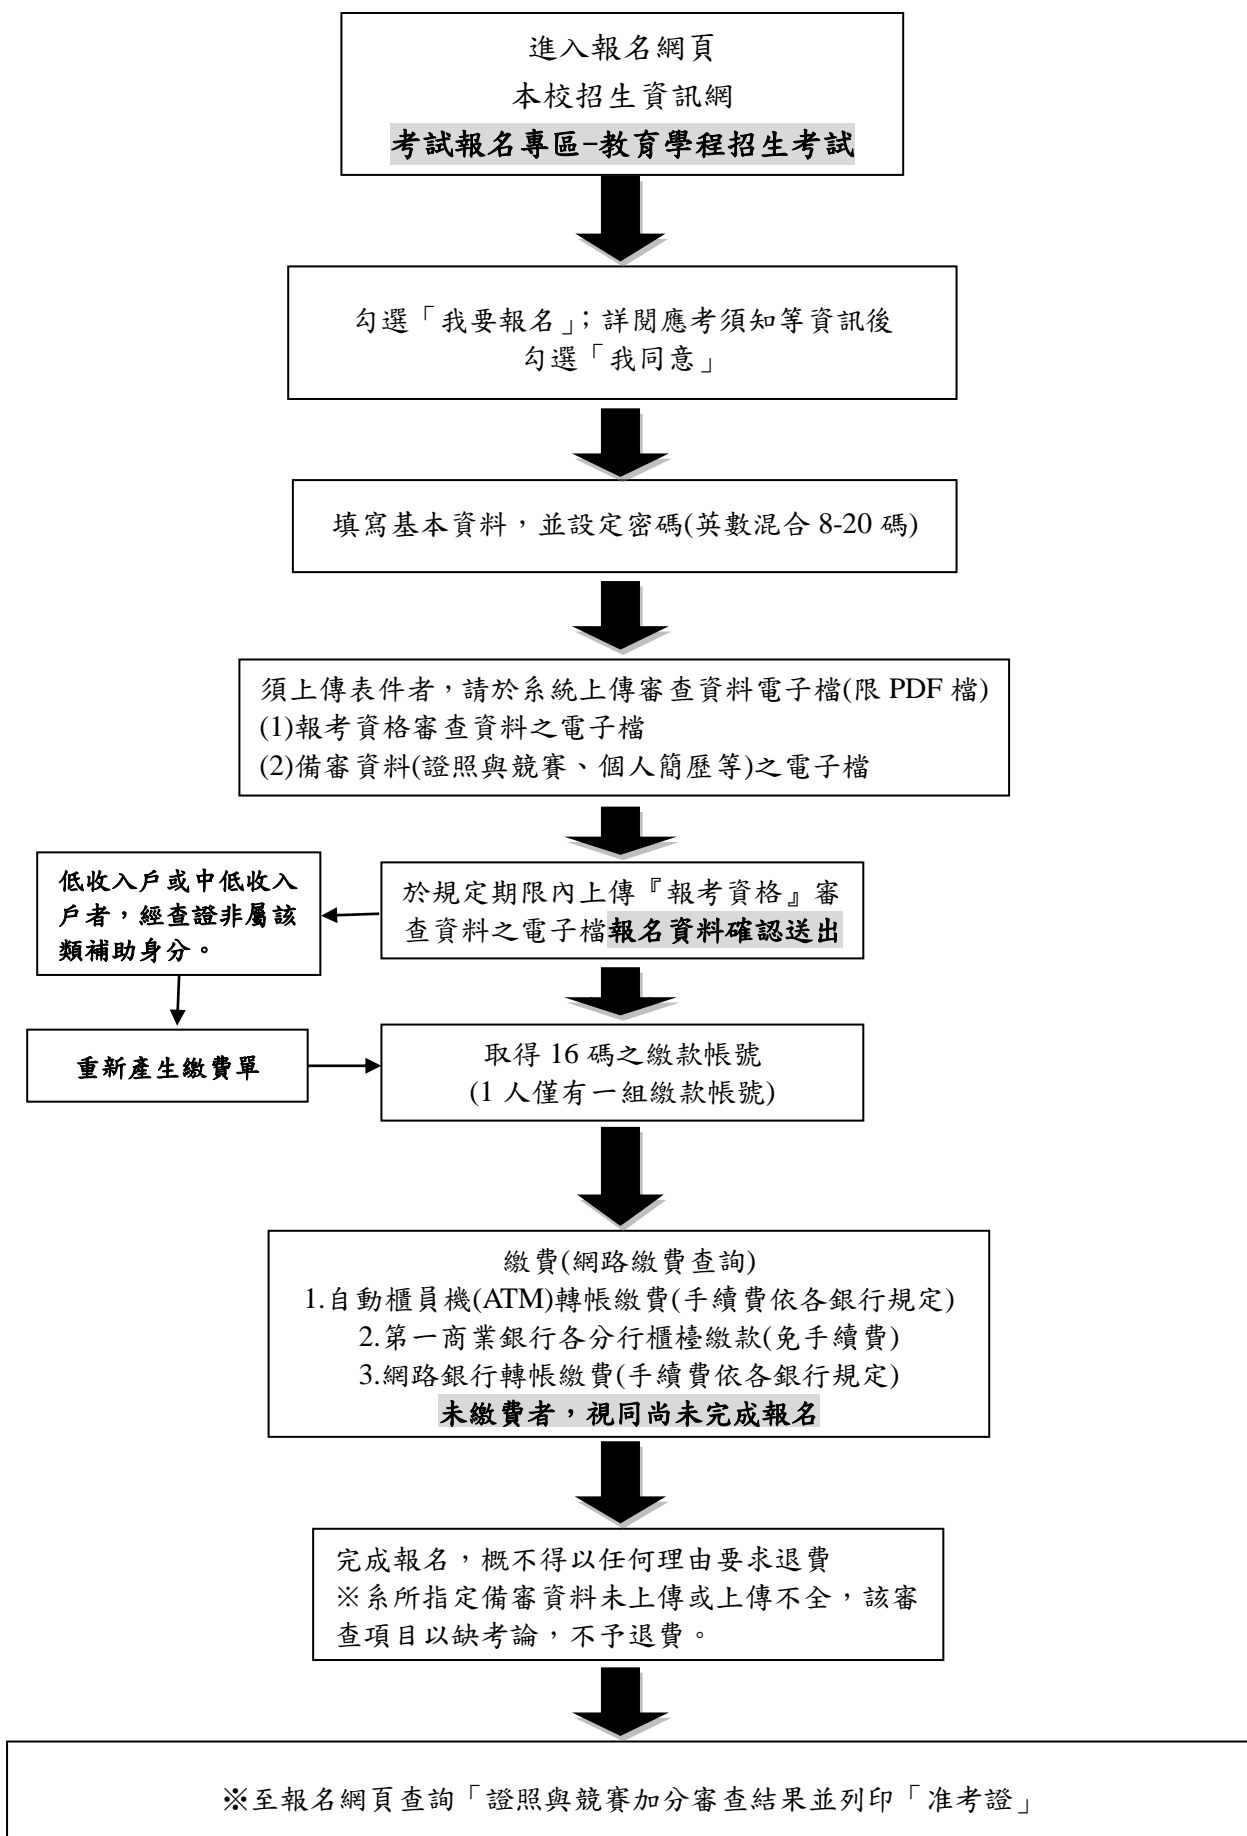 進入報名網頁
本校招生資訊網
考試報名專區-教育學程招生考試
勾選「我要報名」；詳閱應考須知等資訊後
勾選「我同意」
填寫基本資料，並設定密碼(英數混合 8-20 碼)
須上傳表件者，請於系統上傳審查資料電子檔(限 PDF 檔)
(1)報考資格審查資料之電子檔
(2)備審資料(證照與競賽、個人簡歷等)之電子檔
於規定期限內上傳『報考資格』審
查資料之電子檔報名資料確認送出
低收入戶或中低收入
戶者，經查證非屬該
類補助身分。
重新產生繳費單
取得 16 碼之繳款帳號
(1 人僅有一組繳款帳號)
繳費(網路繳費查詢)
1.自動櫃員機(ATM)轉帳繳費(手續費依各銀行規定)
2.第一商業銀行各分行櫃檯繳款(免手續費)
3.網路銀行轉帳繳費(手續費依各銀行規定)
未繳費者，視同尚未完成報名
完成報名，概不得以任何理由要求退費
※系所指定備審資料未上傳或上傳不全，該審
查項目以缺考論，不予退費。
※至報名網頁查詢「證照與競賽加分審查結果並列印「准考證」